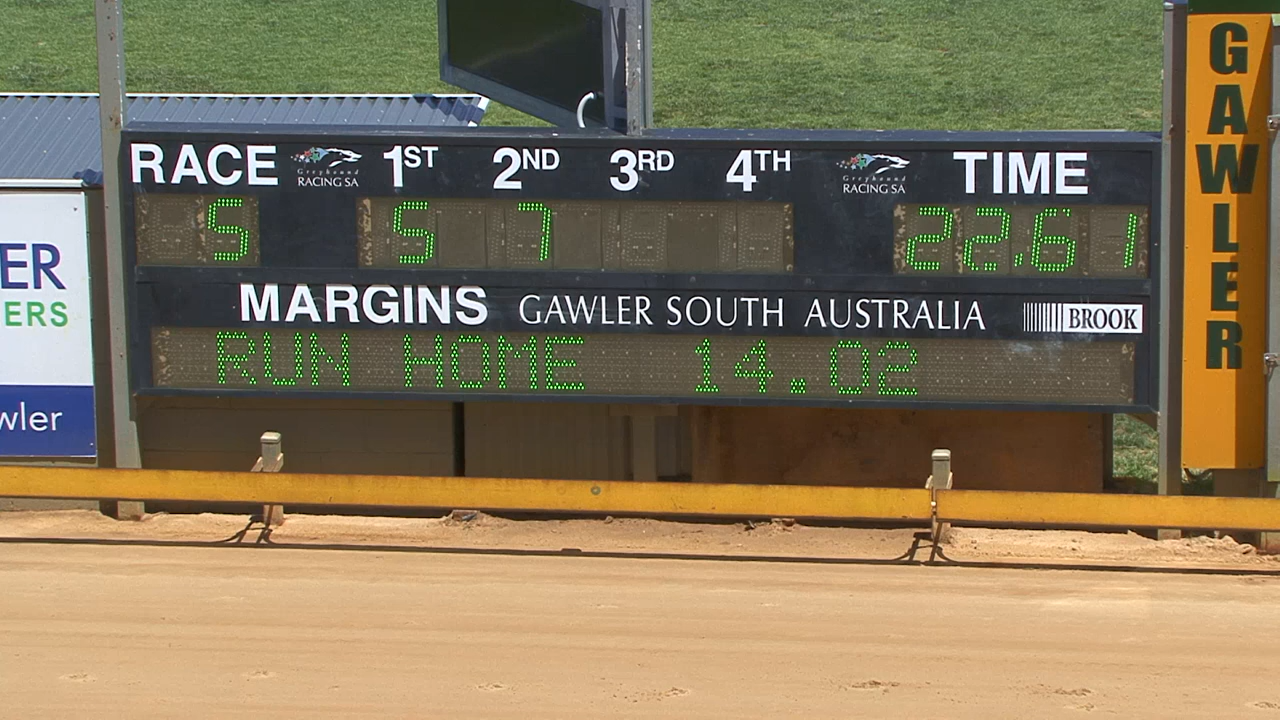 RACE Greyhound RACING SA 1ST 2ND 3RD 4TH Greyhound RACING SA TIME
5 5 7 22.61
MARGINS GAWLER SOUTH AUSTRALIA BROOK
RUN HOME 14.02
GAWLER
ER
ERS
wler